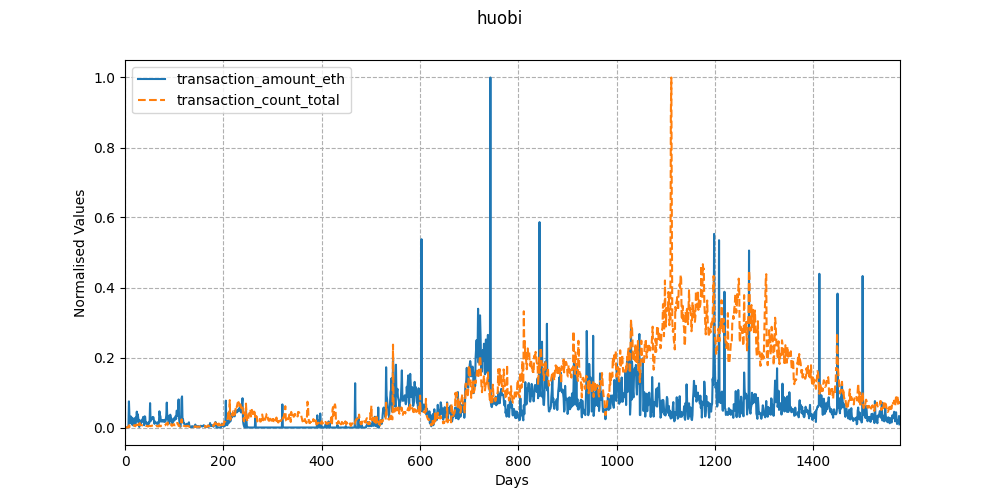 huobi
transaction_amount_eth
transaction_count_total
Normalised Values
1.0
0.8
0.6
0.4
0.2
0.0
0 200 400 600 800 1000 1200 1400
Days